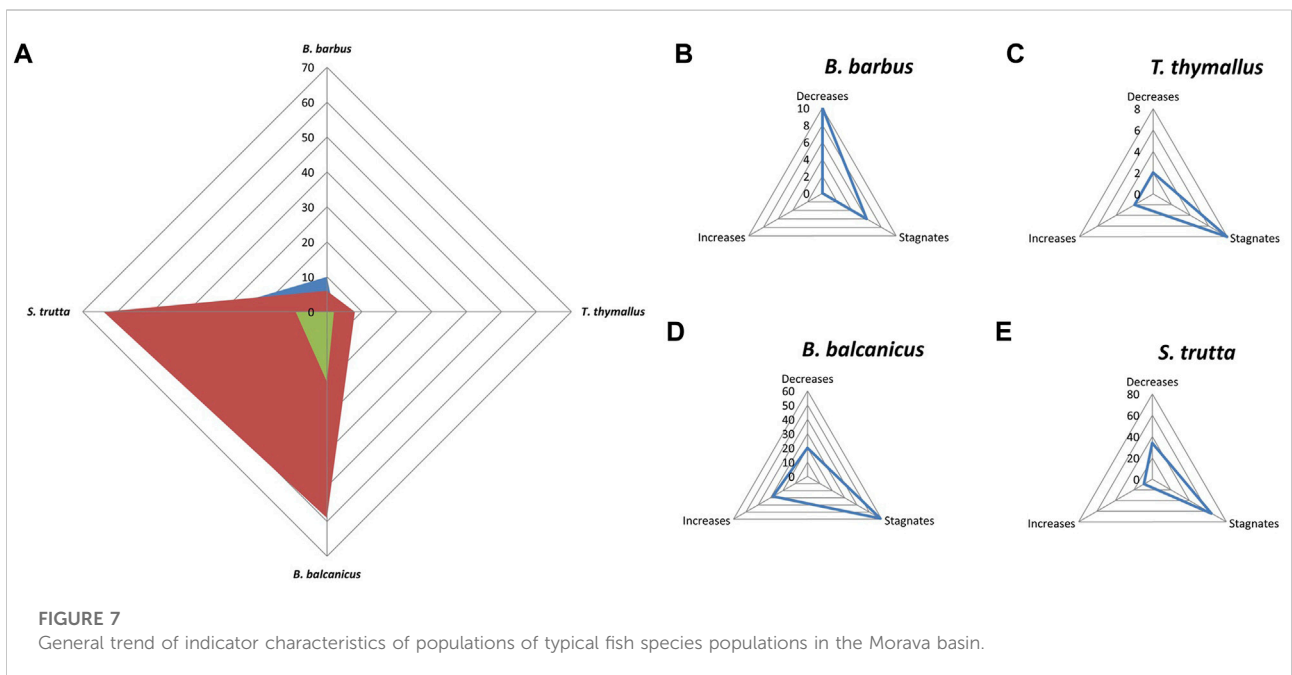 A
B. barbus
70
60
50
40
30
20
10
0
S. trutta
T. thymallus
B. balcanicus
B
B. barbus
Decreases
10
8
6
4
2
0
Increases
Stagnates
C
T. thymallus
Decreases
8
6
4
2
0
Increases
Stagnates
D
B. balcanicus
Decreases
60
50
40
30
20
10
0
Increases
Stagnates
E
S. trutta
Decreases
80
60
40
20
0
Increases
Stagnates
FIGURE 7
General trend of indicator characteristics of populations of typical fish species populations in the Morava basin.